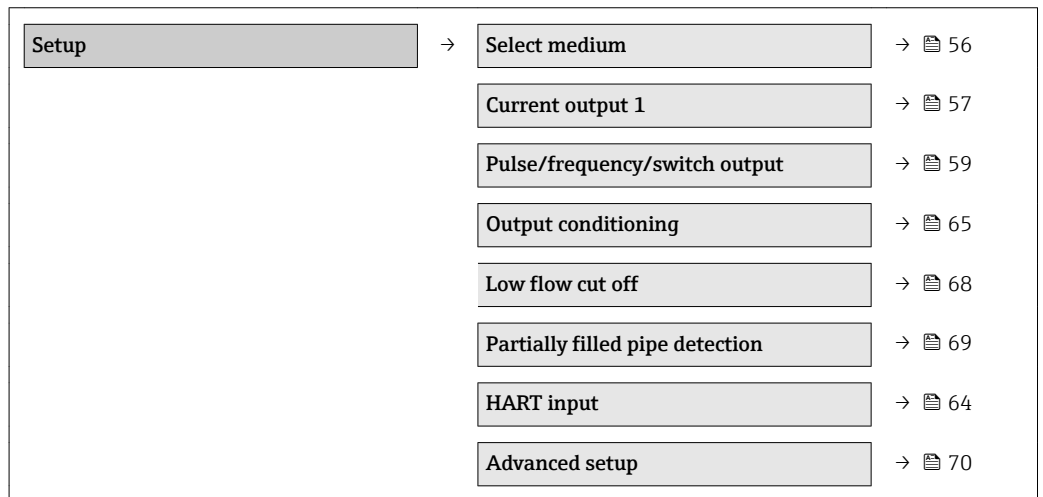 Setup → Select medium → 56
Current output 1 → 57
Pulse/frequency/switch output → 59
Output conditioning → 65
Low flow cut off → 68
Partially filled pipe detection → 69
HART input → 64
Advanced setup → 70